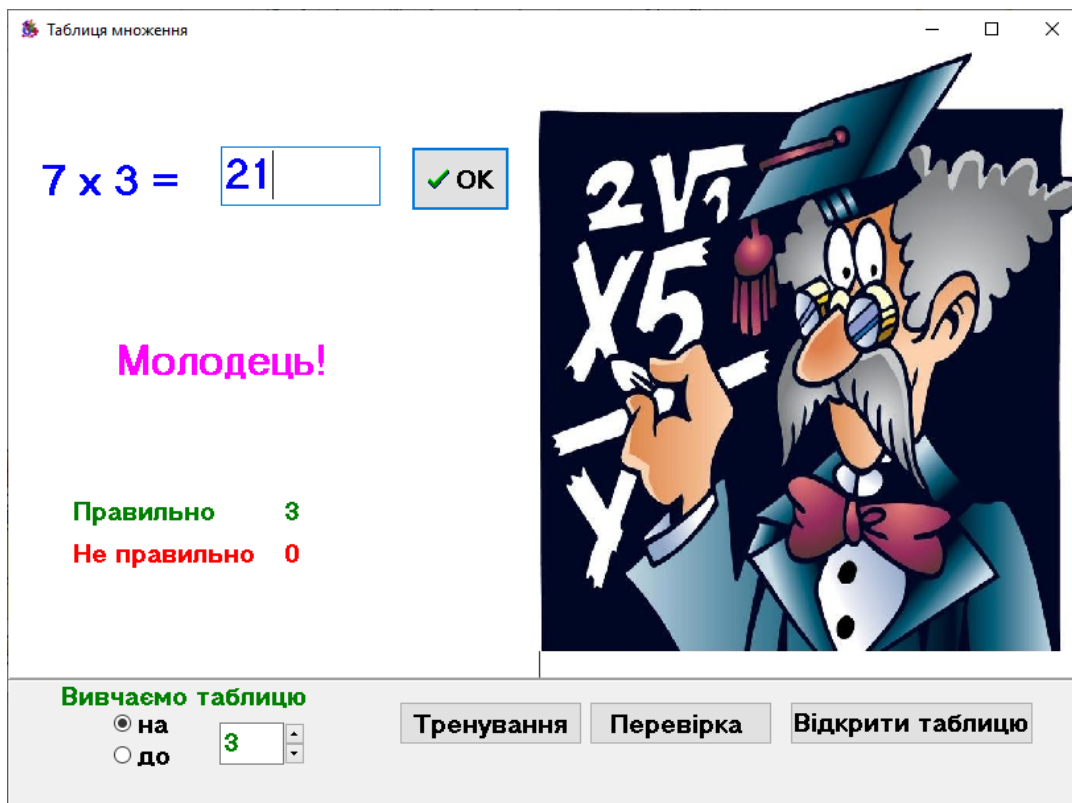 Таблиця множення
7 x 3 = 21 OK
2 V1
X5
Y
Молодець!
Правильно 3
Не правильно 0
Вивчаємо таблицю
на
до
3
Тренування Перевірка Відкрити таблицю